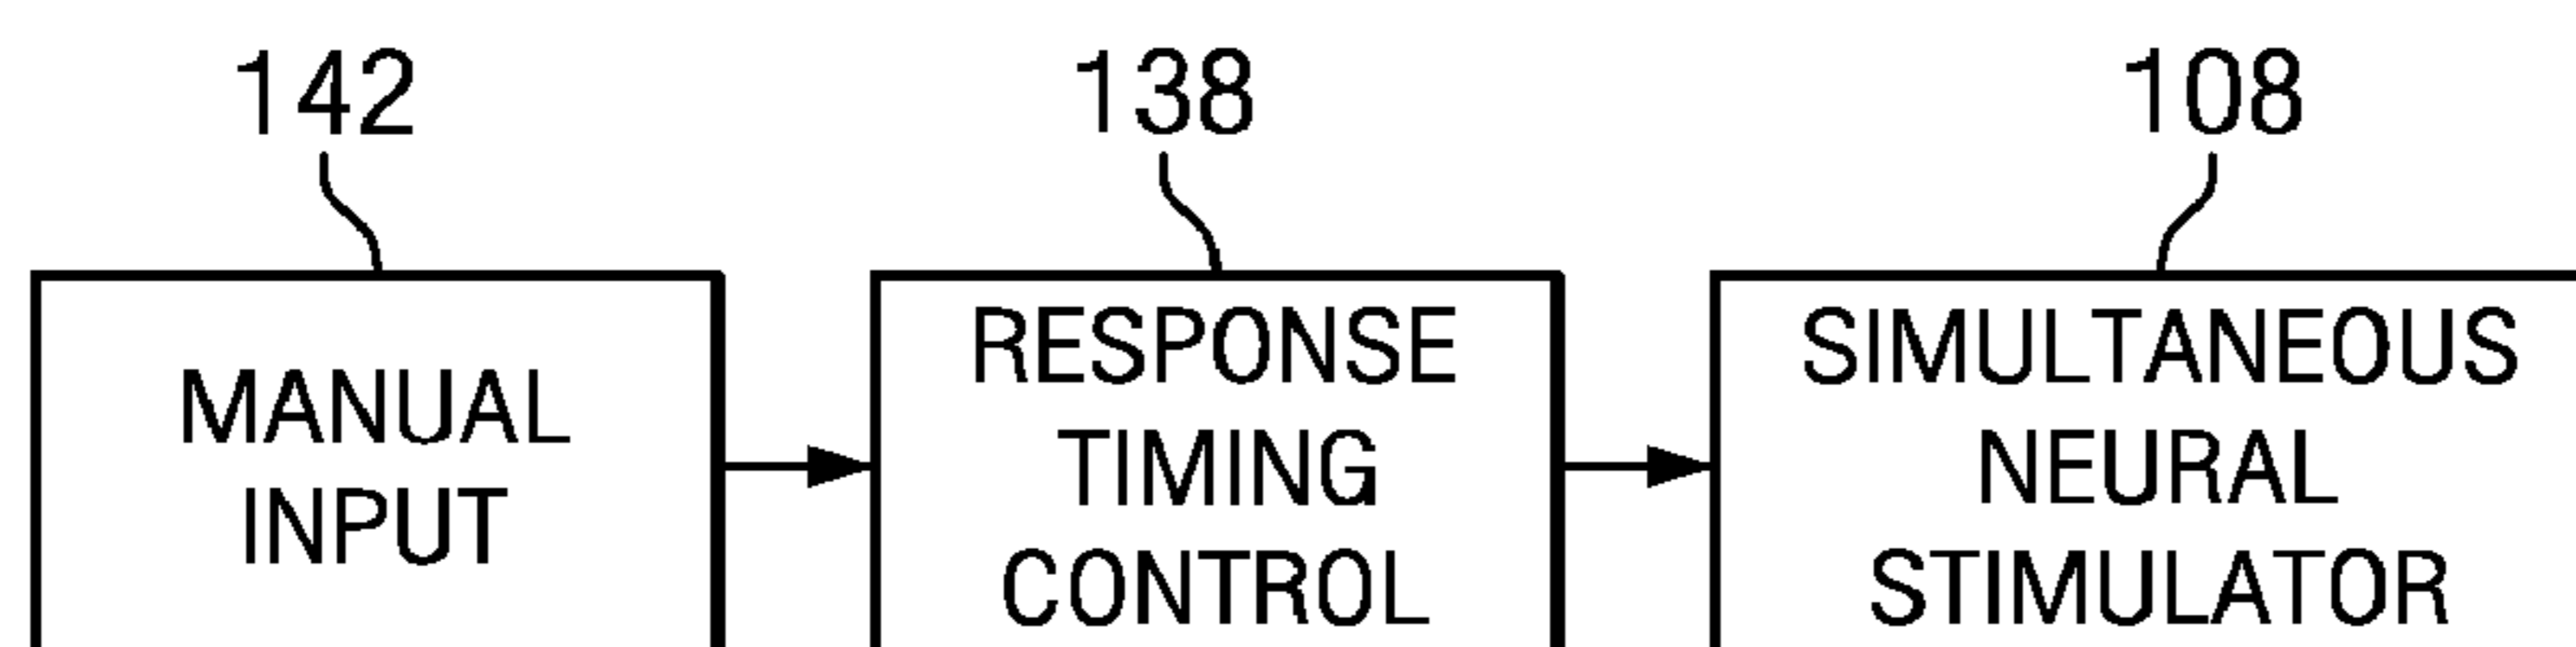 142
138
108
MANUAL
INPUT
RESPONSE
TIMING
CONTROL
SIMULTANEOUS
NEURAL
STIMULATOR